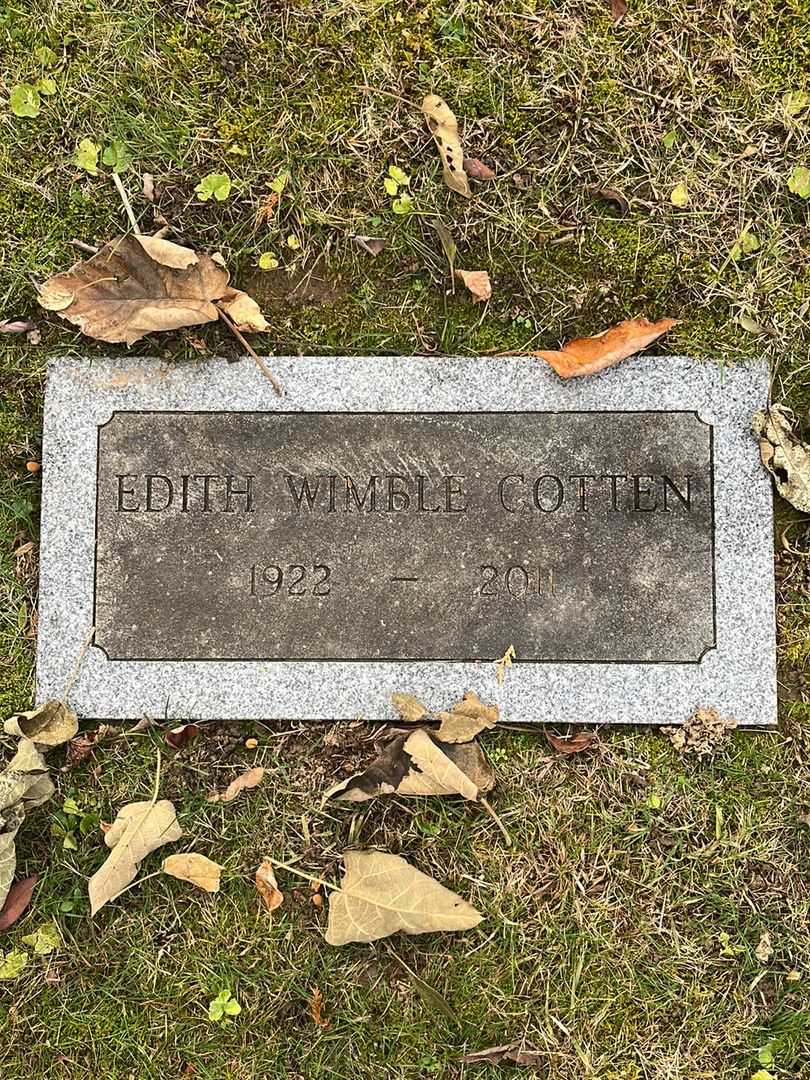 EDITH WIMBLE COTTEN
1922 — 2011